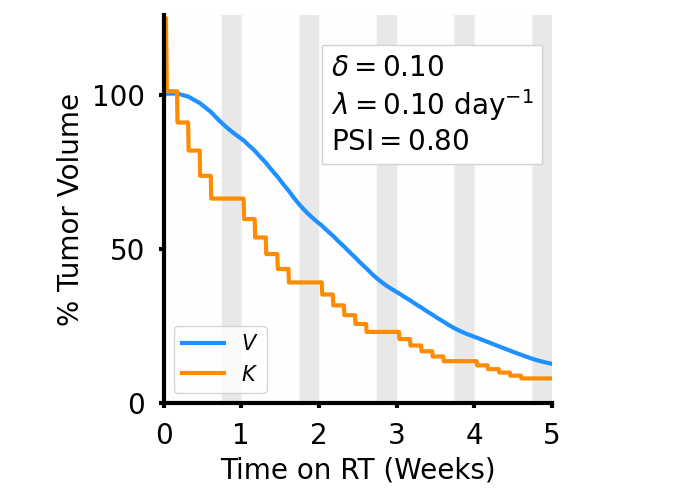 δ = 0.10
λ = 0.10 day⁻¹
PSI = 0.80
% Tumor Volume
100
50
0
V
K
0 1 2 3 4 5
Time on RT (Weeks)